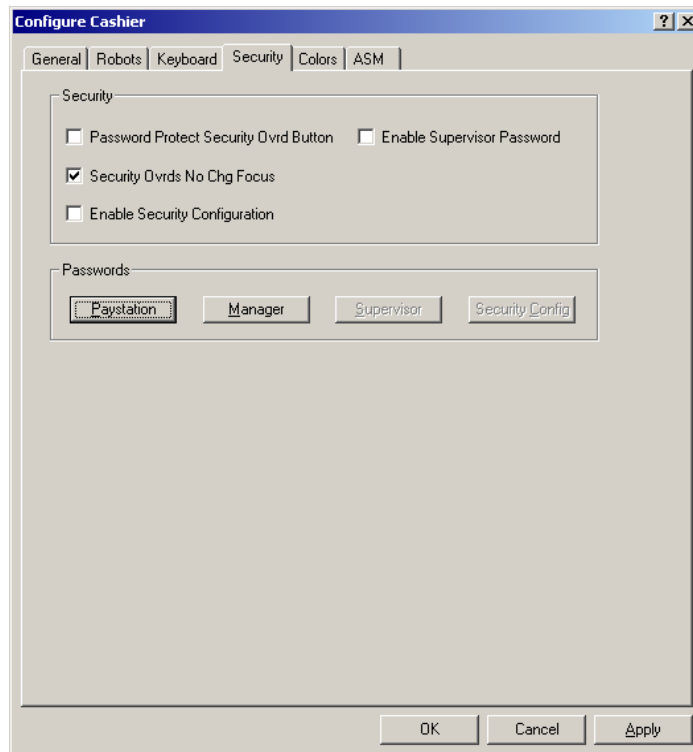 Configure Cashier
General Robots Keyboard Security Colors ASM
Security
Password Protect Security Ovrd Button Enable Supervisor Password
Security Ovrds No Chg Focus
Enable Security Configuration
Passwords
Paystation Manager Supervisor Security Config
OK Cancel Apply